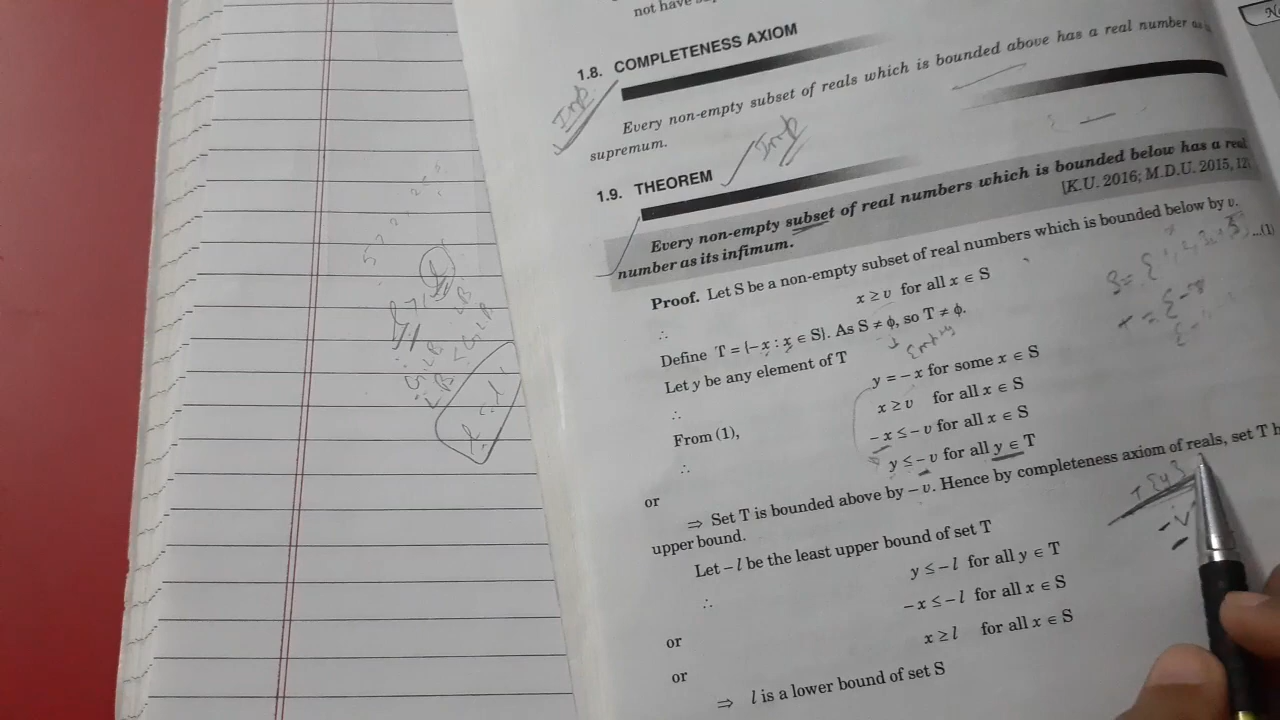 not have
1.8. COMPLETENESS AXIOM
Imp
Every non-empty subset of reals which is bounded above has a real number as
supremum.
Imp
1.9. THEOREM
Every non-empty subset of real numbers which is bounded below has a real
number as its infimum.
[K.U. 2016; M.D.U. 2015, 12
Proof. Let S be a non-empty subset of real numbers which is bounded below by v.
∴ x ≥ v for all x ∈ S ...(1)
Define T = {–x : x ∈ S}. As S ≠ ϕ, so T ≠ ϕ.
Empty
Let y be any element of T
∴ y = – x for some x ∈ S
From (1), x ≥ v for all x ∈ S
∴ –x ≤ – v for all x ∈ S
or y ≤ – v for all y ∈ T
⇒ Set T is bounded above by – v. Hence by completeness axiom of reals, set T h
upper bound.
Let – l be the least upper bound of set T
∴ y ≤ – l for all y ∈ T
or –x ≤ – l for all x ∈ S
or x ≥ l for all x ∈ S
⇒ l is a lower bound of set S
-v